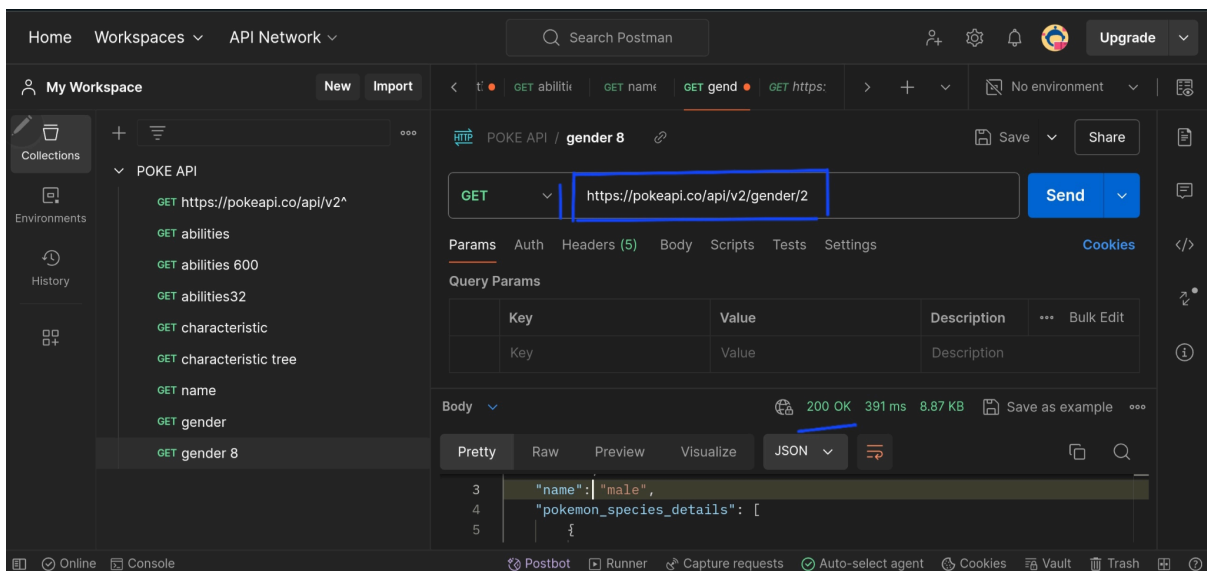 Home Workspaces API Network Search Postman Upgrade
My Workspace New Import GET abilitie GET name GET gend GET https: No environment
Collections
Environments
History
POKE API
GET https://pokeapi.co/api/v2^
GET abilities
GET abilities 600
GET abilities32
GET characteristic
GET characteristic tree
GET name
GET gender
GET gender 8
HTTP POKE API / gender 8 Save Share
GET https://pokeapi.co/api/v2/gender/2 Send
Params Auth Headers (5) Body Scripts Tests Settings Cookies
Query Params
Key Value Description Bulk Edit
Key Value Description
Body 200 OK 391 ms 8.87 KB Save as example
Pretty Raw Preview Visualize JSON
3 "name": "male",
4 "pokemon_species_details": [
5 {
Online Console Postbot Runner Capture requests Auto-select agent Cookies Vault Trash